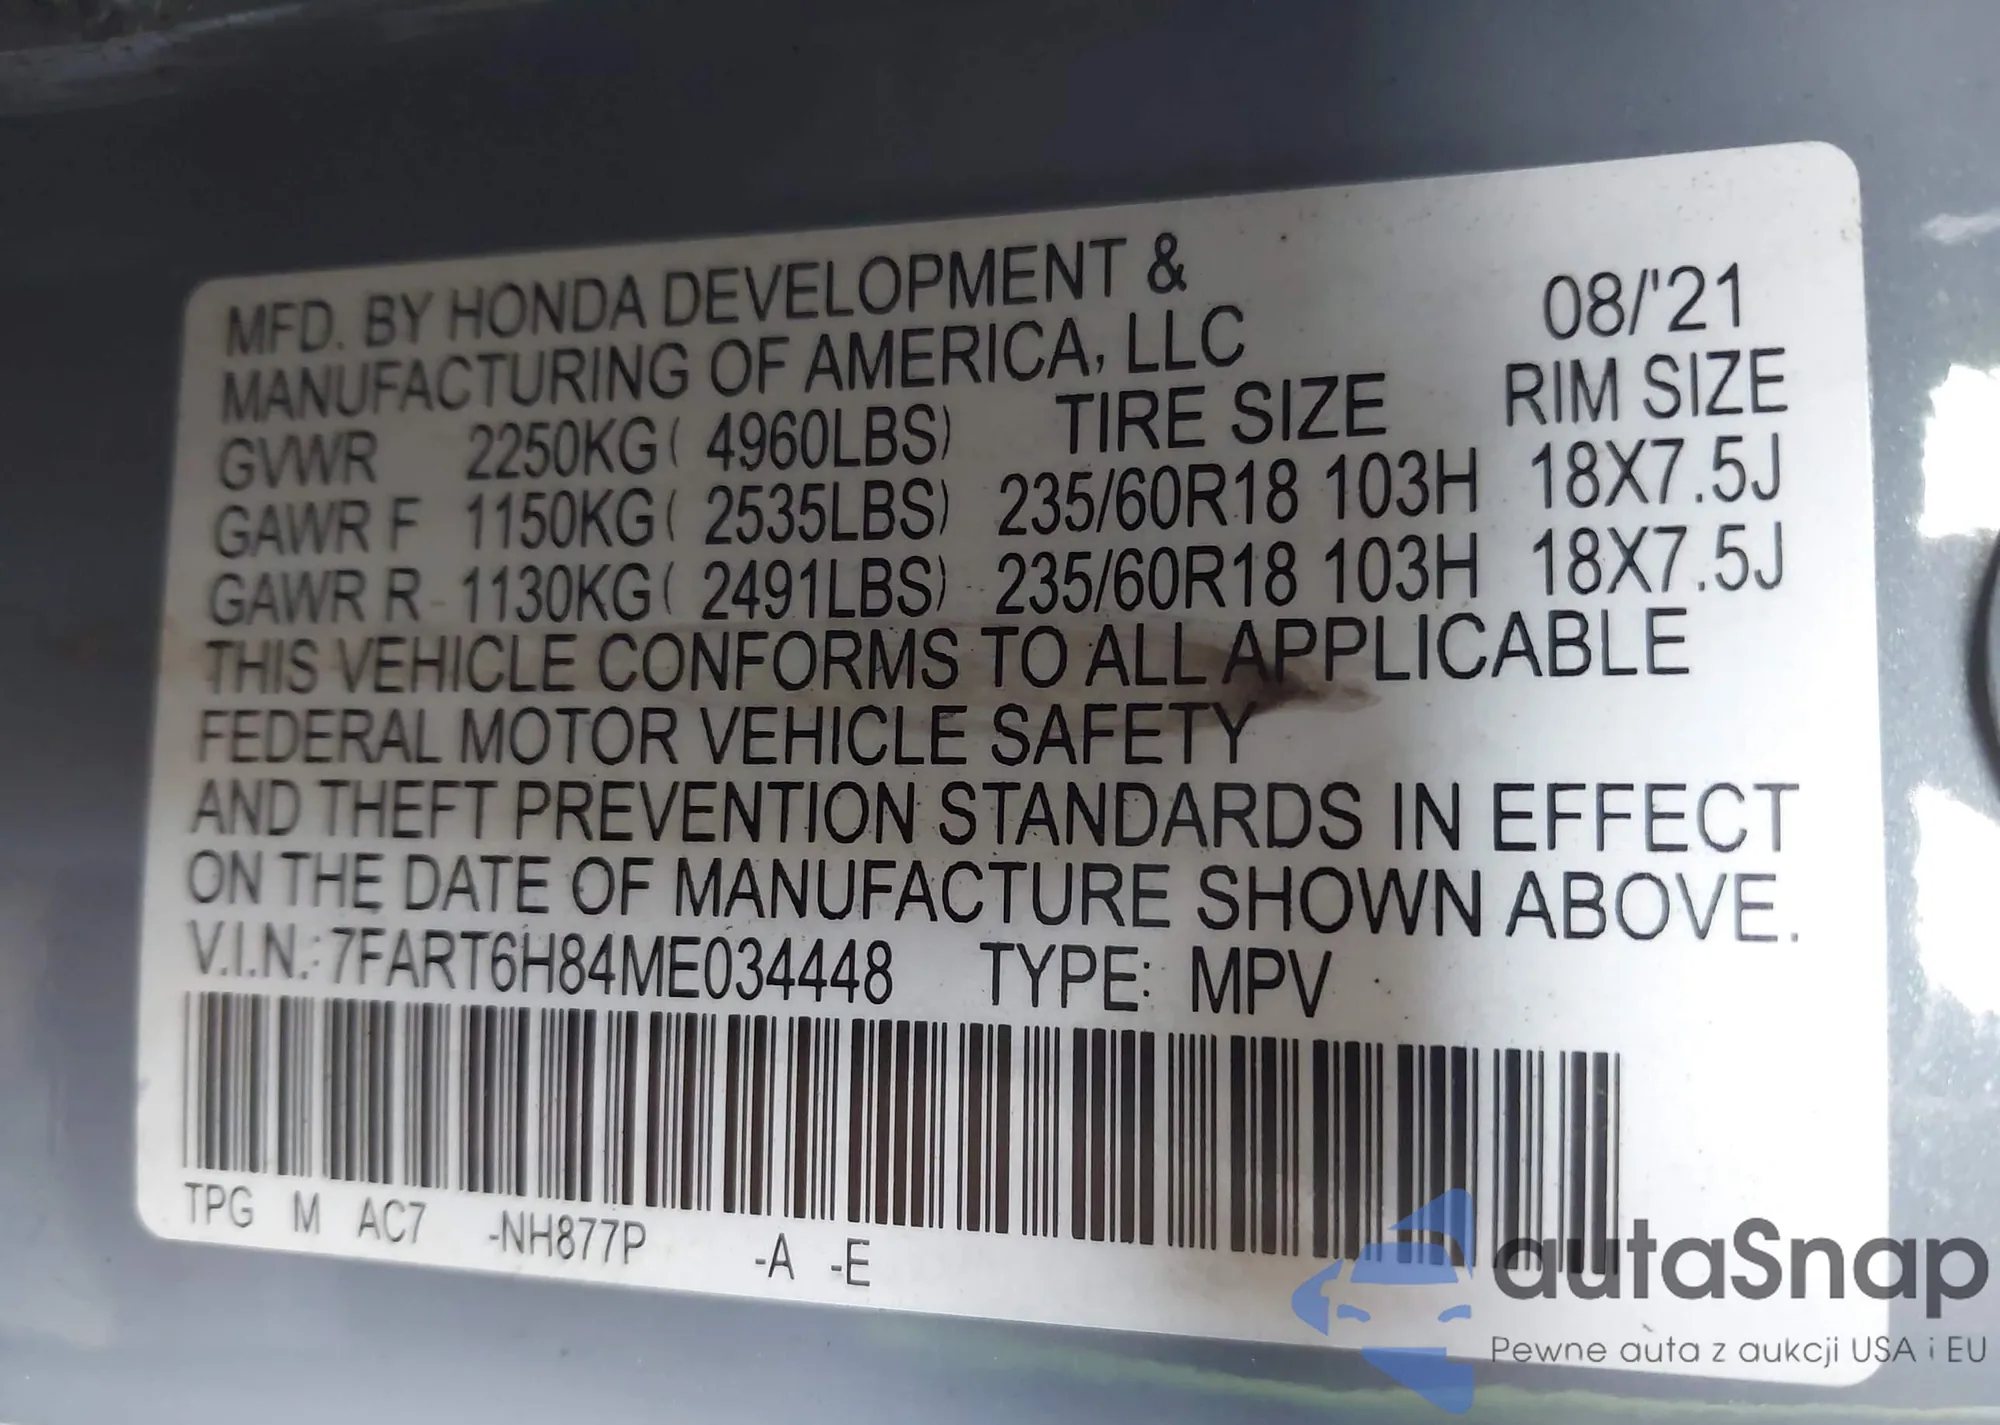 MFD. BY HONDA DEVELOPMENT &
MANUFACTURING OF AMERICA, LLC 08/'21
GVWR 2250KG( 4960LBS) TIRE SIZE RIM SIZE
GAWR F 1150KG( 2535LBS) 235/60R18 103H 18X7.5J
GAWR R 1130KG( 2491LBS) 235/60R18 103H 18X7.5J
THIS VEHICLE CONFORMS TO ALL APPLICABLE
FEDERAL MOTOR VEHICLE SAFETY
AND THEFT PREVENTION STANDARDS IN EFFECT
ON THE DATE OF MANUFACTURE SHOWN ABOVE.
V.I.N.: 7FART6H84ME034448 TYPE: MPV
TPG M AC7 -NH877P -A -E
autaSnap
Pewne auta z aukcji USA i EU